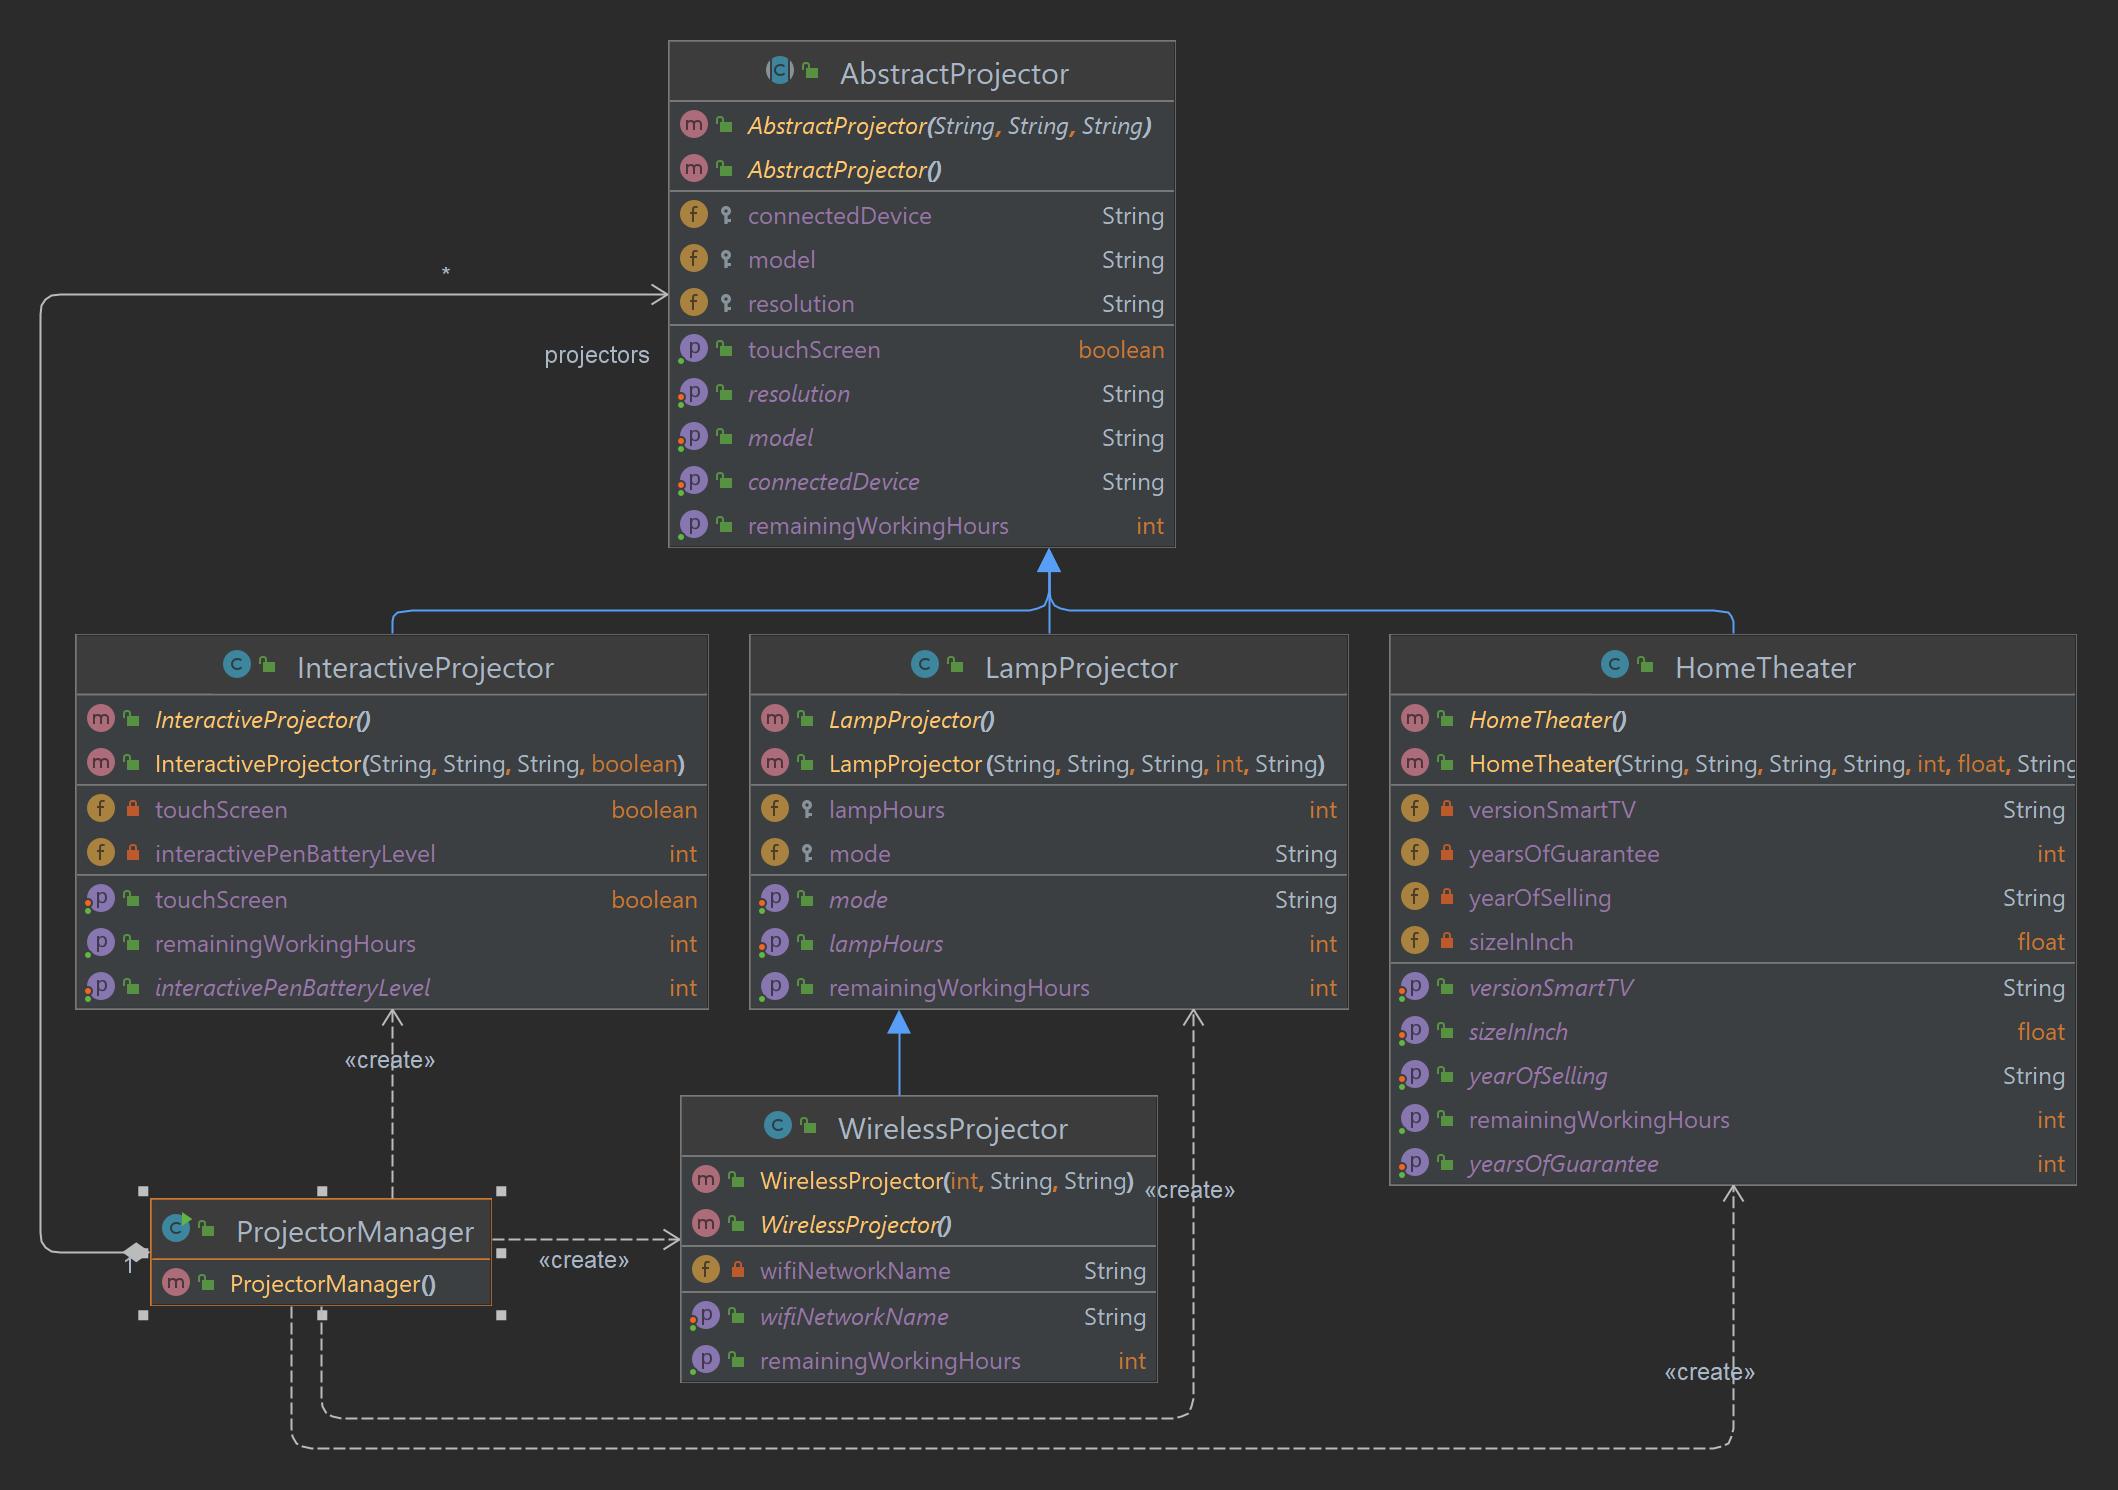 AbstractProjector
AbstractProjector(String, String, String)
AbstractProjector()
connectedDevice String
model String
resolution String
touchScreen boolean
resolution String
model String
connectedDevice String
remainingWorkingHours int
*
projectors
InteractiveProjector
InteractiveProjector()
InteractiveProjector(String, String, String, boolean)
touchScreen boolean
interactivePenBatteryLevel int
touchScreen boolean
remainingWorkingHours int
interactivePenBatteryLevel int
LampProjector
LampProjector()
LampProjector(String, String, String, int, String)
lampHours int
mode String
mode String
lampHours int
remainingWorkingHours int
HomeTheater
HomeTheater()
HomeTheater(String, String, String, String, int, float, String
versionSmartTV String
yearsOfGuarantee int
yearOfSelling String
sizeInInch float
versionSmartTV String
sizeInInch float
yearOfSelling String
remainingWorkingHours int
yearsOfGuarantee int
«create»
WirelessProjector
WirelessProjector(int, String, String)
WirelessProjector()
wifiNetworkName String
wifiNetworkName String
remainingWorkingHours int
«create»
ProjectorManager
ProjectorManager()
1
«create»
«create»